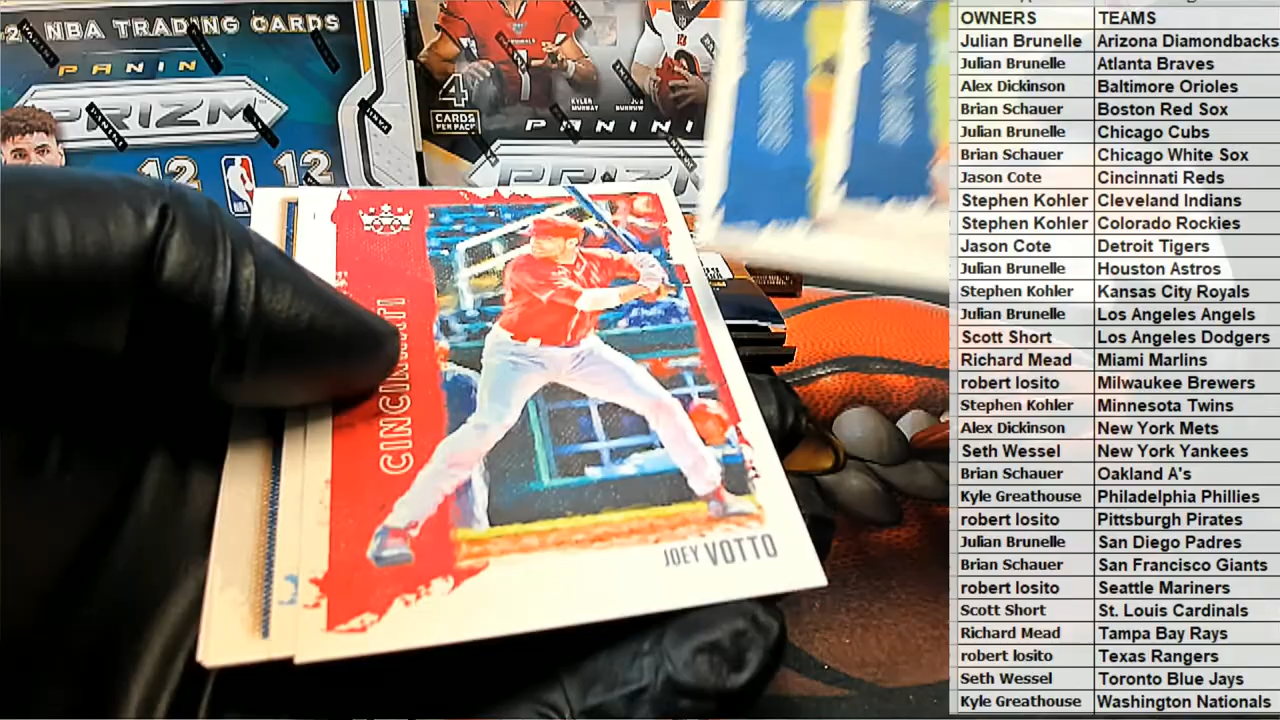 2 NBA TRADING CARDS
PANINI
PRIZM
12
NBA
12
4
CARDS
PER PACK
KYLER
MURRAY
JOE
BURROW
PANINI
PRIZM
CINCINNATI
JOEY VOTTO
OWNERS TEAMS
Julian Brunelle Arizona Diamondbacks
Julian Brunelle Atlanta Braves
Alex Dickinson Baltimore Orioles
Brian Schauer Boston Red Sox
Julian Brunelle Chicago Cubs
Brian Schauer Chicago White Sox
Jason Cote Cincinnati Reds
Stephen Kohler Cleveland Indians
Stephen Kohler Colorado Rockies
Jason Cote Detroit Tigers
Julian Brunelle Houston Astros
Stephen Kohler Kansas City Royals
Julian Brunelle Los Angeles Angels
Scott Short Los Angeles Dodgers
Richard Mead Miami Marlins
robert losito Milwaukee Brewers
Stephen Kohler Minnesota Twins
Alex Dickinson New York Mets
Seth Wessel New York Yankees
Brian Schauer Oakland A's
Kyle Greathouse Philadelphia Phillies
robert losito Pittsburgh Pirates
Julian Brunelle San Diego Padres
Brian Schauer San Francisco Giants
robert losito Seattle Mariners
Scott Short St. Louis Cardinals
Richard Mead Tampa Bay Rays
robert losito Texas Rangers
Seth Wessel Toronto Blue Jays
Kyle Greathouse Washington Nationals